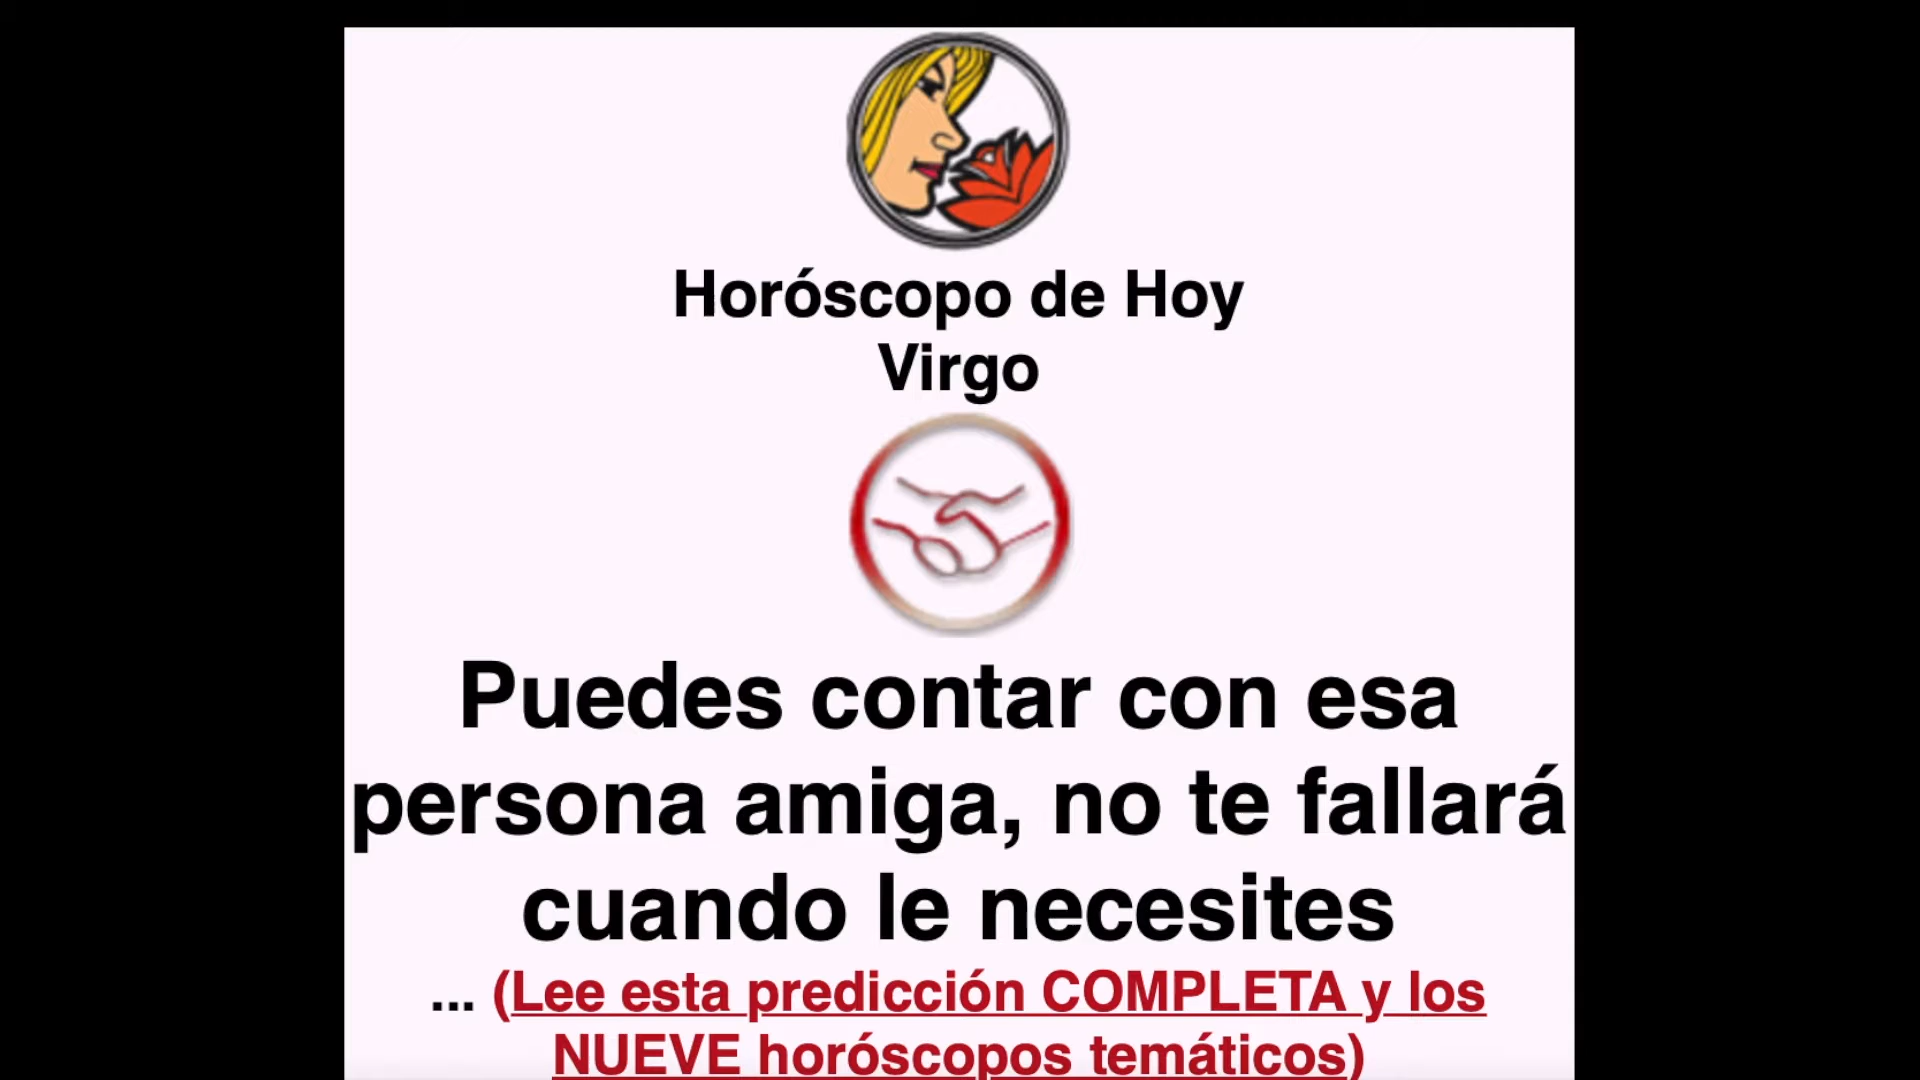 Horóscopo de Hoy
Virgo
Puedes contar con esa
persona amiga, no te fallará
cuando le necesites
... (Lee esta predicción COMPLETA y los
NUEVE horóscopos temáticos)